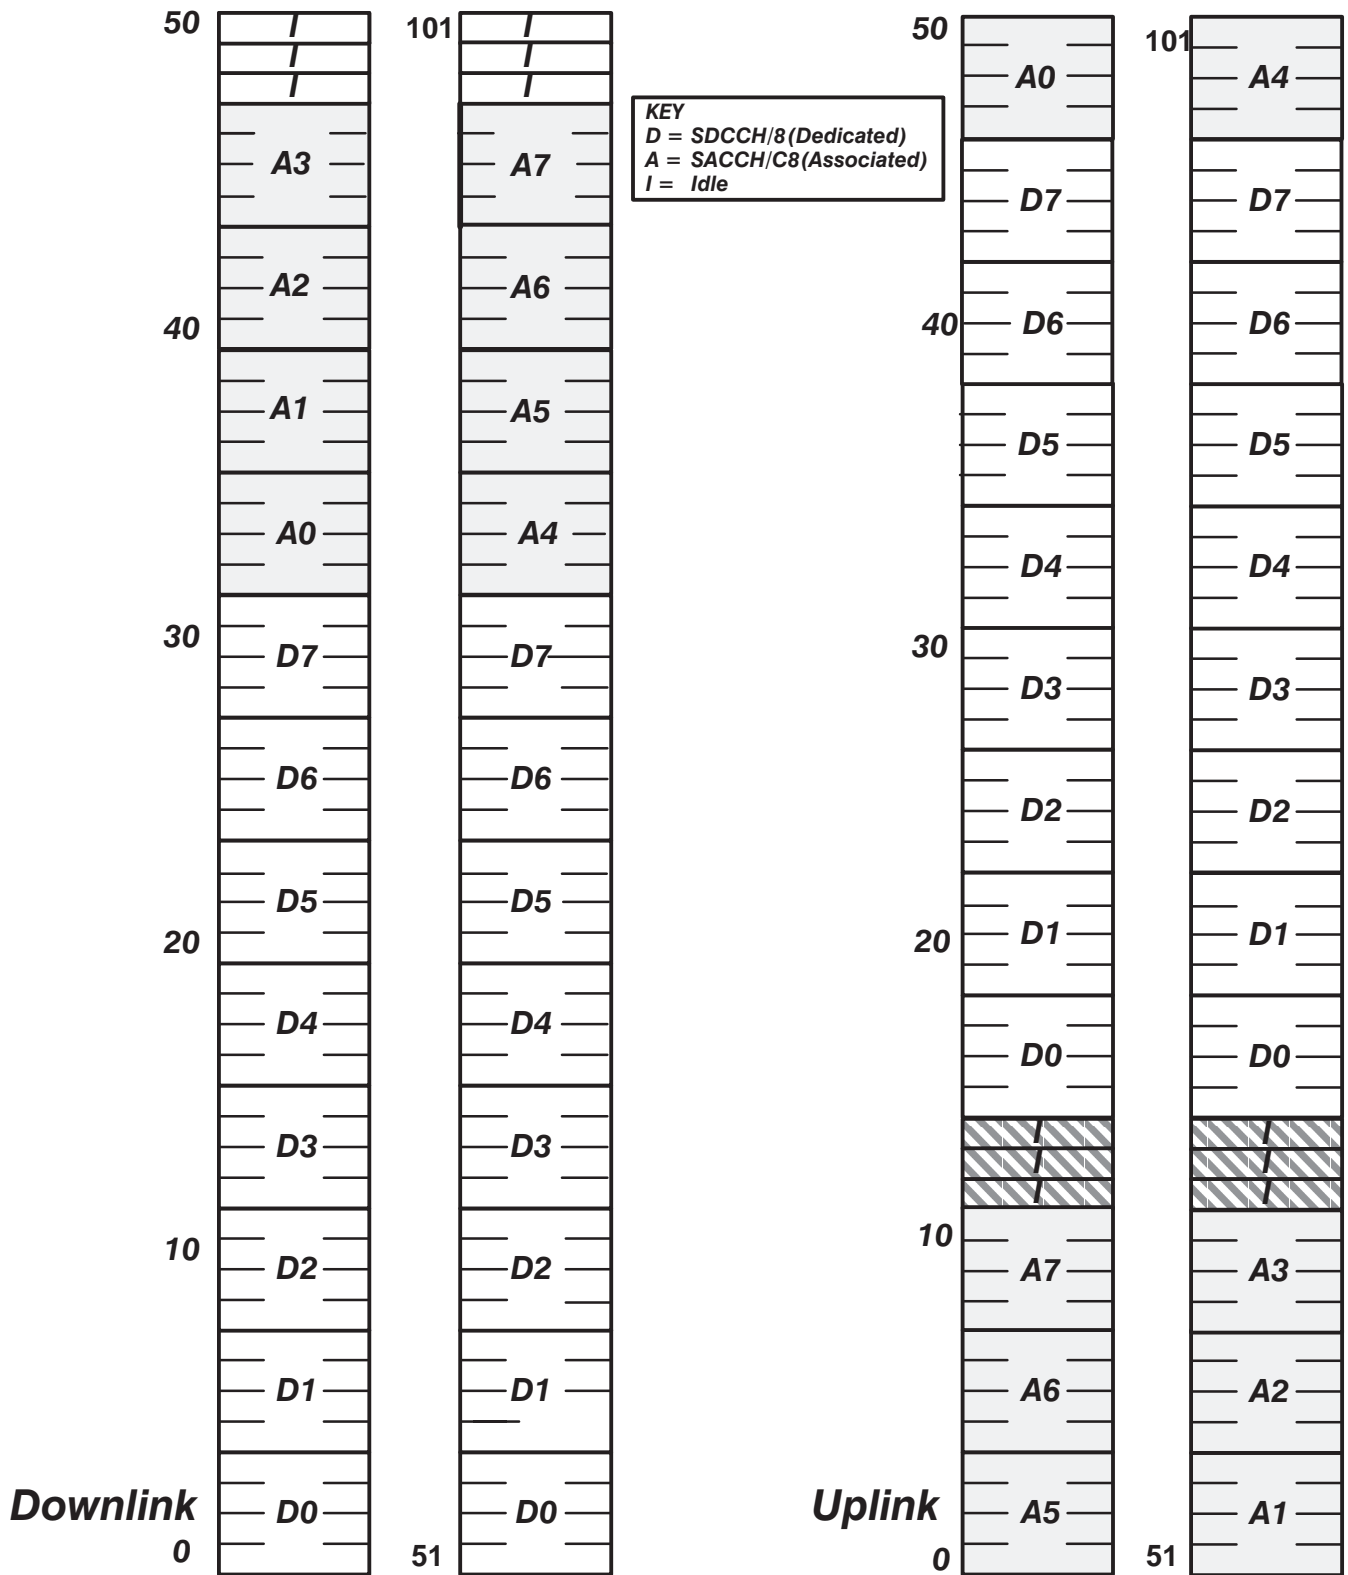 50
I
I
I
A3
A2
40
A1
A0
30
D7
D6
D5
20
D4
D3
10
D2
D1
D0
Downlink
0
101
I
I
I
A7
A6
A5
A4
D7
D6
D5
D4
D3
D2
D1
D0
51
KEY
D = SDCCH/8(Dedicated)
A = SACCH/C8(Associated)
I = Idle
50
A0
D7
D6
40
D5
D4
30
D3
D2
20
D1
D0
I
I
I
10
A7
A6
A5
Uplink
0
101
A4
D7
D6
D5
D4
D3
D2
D1
D0
I
I
I
A3
A2
A1
51